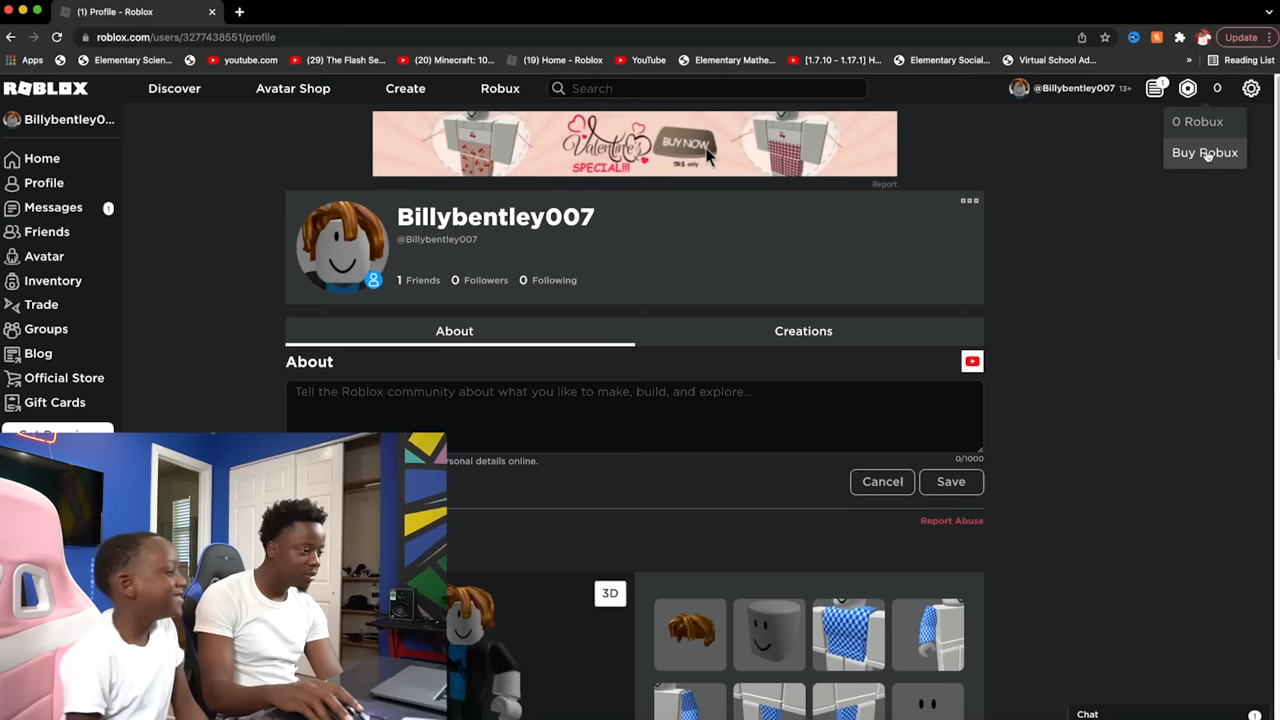 (1) Profile - Roblox
roblox.com/users/3277438551/profile
Update
Apps
Elementary Scien...
youtube.com
(29) The Flash Se...
(20) Minecraft: 10...
(19) Home - Roblox
YouTube
Elementary Mathe...
[1.7.10 - 1.17.1] H...
Elementary Social...
Virtual School Ad...
»
Reading List
ROBLOX
Discover
Avatar Shop
Create
Robux
Search
@Billybentley007 13+
1
0
Billybentley0...
0 Robux
Buy Robux
Valentine's
SPECIAL!!!
BUY NOW
5R$ only
Report
Home
Profile
Messages 1
Friends
Avatar
Inventory
Trade
Groups
Blog
Official Store
Gift Cards
Billybentley007
@Billybentley007
1 Friends 0 Followers 0 Following
About
Creations
About
Tell the Roblox community about what you like to make, build, and explore...
rsonal details online.
0/1000
Cancel
Save
Report Abuse
3D
Chat
1